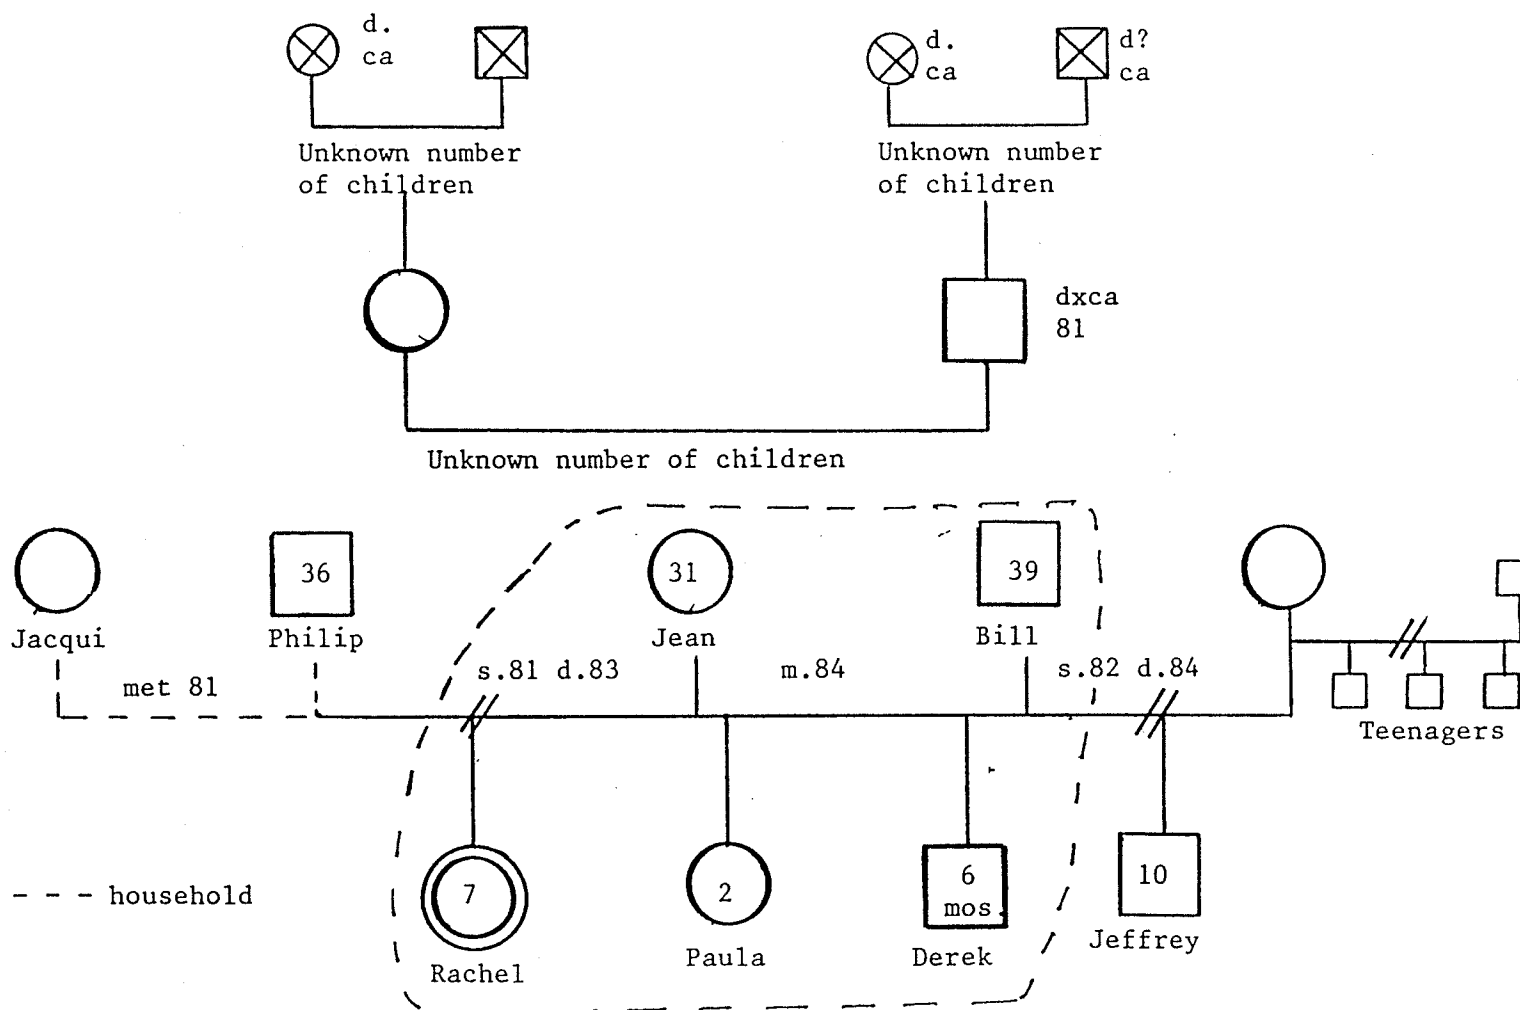 d.
ca
d.
ca
d?
ca
Unknown number
of children
Unknown number
of children
dxca
81
Unknown number of children
36
31
39
Jacqui
Philip
Jean
Bill
met 81
s.81 d.83
m.84
s.82 d.84
Teenagers
7
2
6
mos.
10
- - - household
Rachel
Paula
Derek
Jeffrey